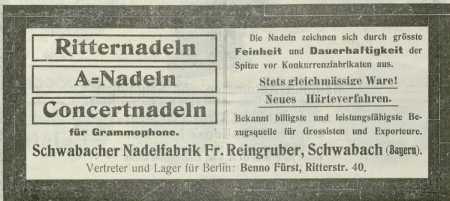 Ritternadeln
A=Nadeln
Concertnadeln
für Grammophone.
Die Nadeln zeichnen sich durch grösste
Feinheit und Dauerhaftigkeit der
Spitze vor Konkurrenzfabrikaten aus.
Stets gleichmässige Ware!
Neues Härteverfahren.
Bekannt billigste und leistungsfähigste Be-
zugsquelle für Grossisten und Exporteure.
Schwabacher Nadelfabrik Fr. Reingruber, Schwabach (Bayern).
Vertreter und Lager für Berlin: Benno Fürst, Ritterstr. 40.